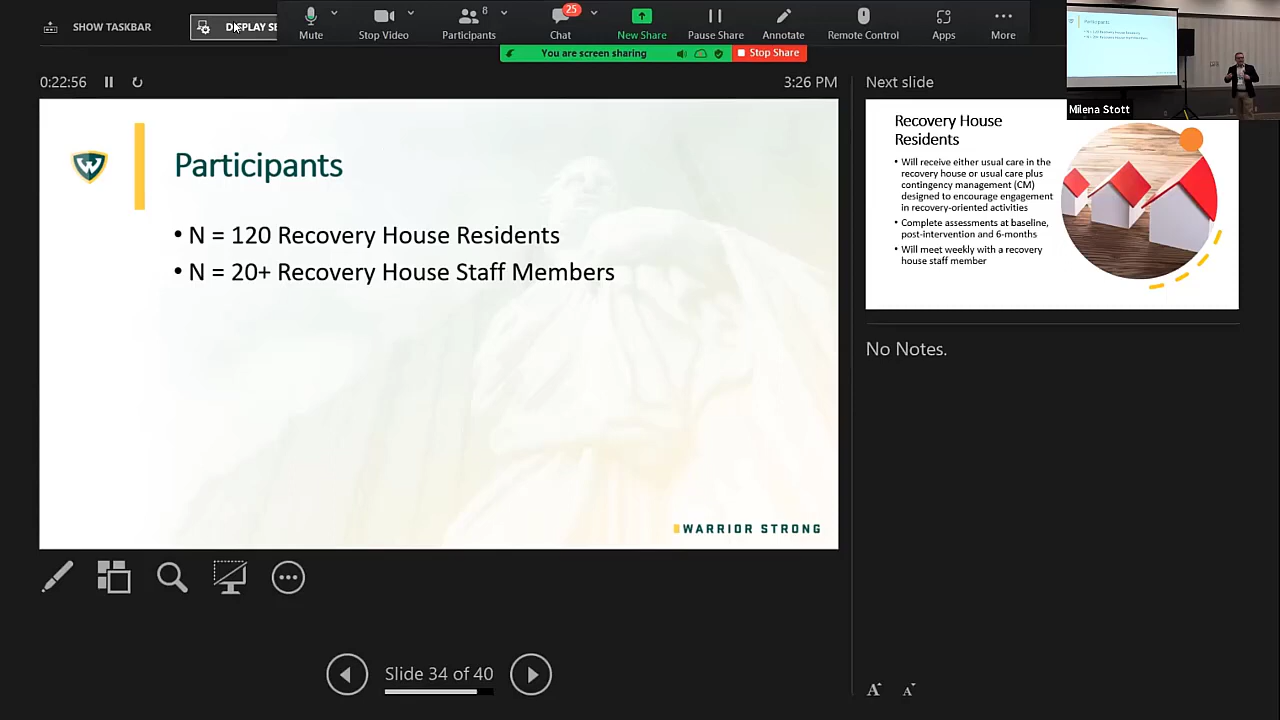 SHOW TASKBAR
DISPLAY SE
Mute
Stop Video
8
Participants
25
Chat
New Share
Pause Share
Annotate
Remote Control
Apps
More
You are screen sharing
Stop Share
Participants
Milena Stott
0:22:56
3:26 PM
Next slide
W
Participants
• N = 120 Recovery House Residents
• N = 20+ Recovery House Staff Members
WARRIOR STRONG
Recovery House
Residents
• Will receive either usual care in the
recovery house or usual care plus
contingency management (CM)
designed to encourage engagement
in recovery-oriented activities
• Complete assessments at baseline,
post-intervention and 6-months
• Will meet weekly with a recovery
house staff member
No Notes.
Slide 34 of 40
A A